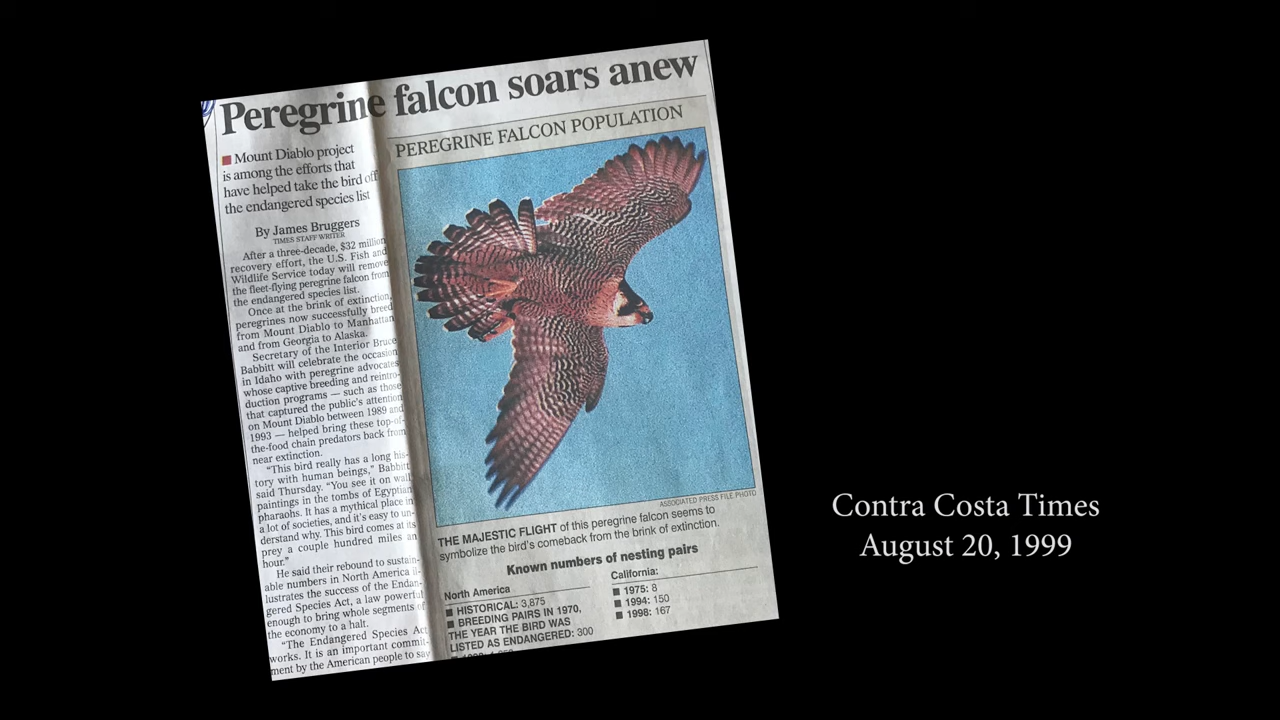 Peregrine falcon soars anew
Mount Diablo project
is among the efforts that
have helped take the bird off
the endangered species list
By James Bruggers
TIMES STAFF WRITER
After a three-decade, $32 million
recovery effort, the U.S. Fish and
Wildlife Service today will remove
the fleet-flying peregrine falcon from
the endangered species list.
Once at the brink of extinction,
peregrines now successfully breed
from Mount Diablo to Manhattan
and from Georgia to Alaska.
Secretary of the Interior Bruce
Babbitt will celebrate the occasion
in Idaho with peregrine advocates
whose captive breeding and reintro-
duction programs — such as those
that captured the public's attention
on Mount Diablo between 1989 and
1993 — helped bring these top-of-
the-food chain predators back from
near extinction.
"This bird really has a long his-
tory with human beings," Babbitt
said Thursday. "You see it on wall
paintings in the tombs of Egyptian
pharaohs. It has a mythical place in
a lot of societies, and it's easy to un-
derstand why. This bird comes at its
prey a couple hundred miles an
hour."
He said their rebound to sustain-
able numbers in North America il-
lustrates the success of the Endan-
gered Species Act, a law powerful
enough to bring whole segments of
the economy to a halt.
"The Endangered Species Act
works. It is an important commit-
ment by the American people to say
PEREGRINE FALCON POPULATION
ASSOCIATED PRESS FILE PHOTO
THE MAJESTIC FLIGHT of this peregrine falcon seems to
symbolize the bird's comeback from the brink of extinction.
Known numbers of nesting pairs
North America
HISTORICAL: 3,875
BREEDING PAIRS IN 1970,
THE YEAR THE BIRD WAS
LISTED AS ENDANGERED: 300
California:
1975: 8
1994: 150
1998: 167
Contra Costa Times
August 20, 1999